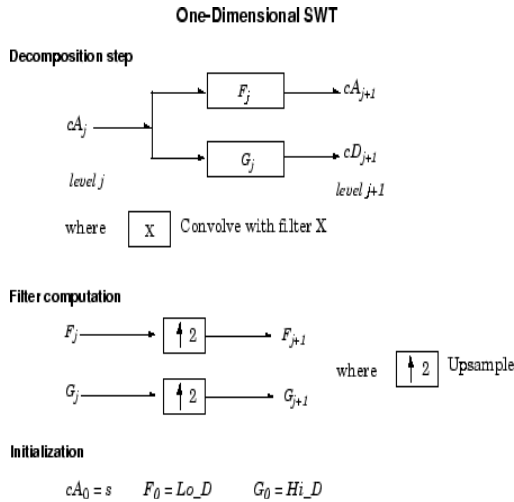 One-Dimensional SWT
Decomposition step
F_j
cA_{j+1}
cA_j
G_j
cD_{j+1}
level j
level j+1
where X Convolve with filter X
Filter computation
F_j ↑ 2 F_{j+1}
where ↑ 2 Upsample
G_j ↑ 2 G_{j+1}
Initialization
cA_0 = s F_0 = Lo_D G_0 = Hi_D